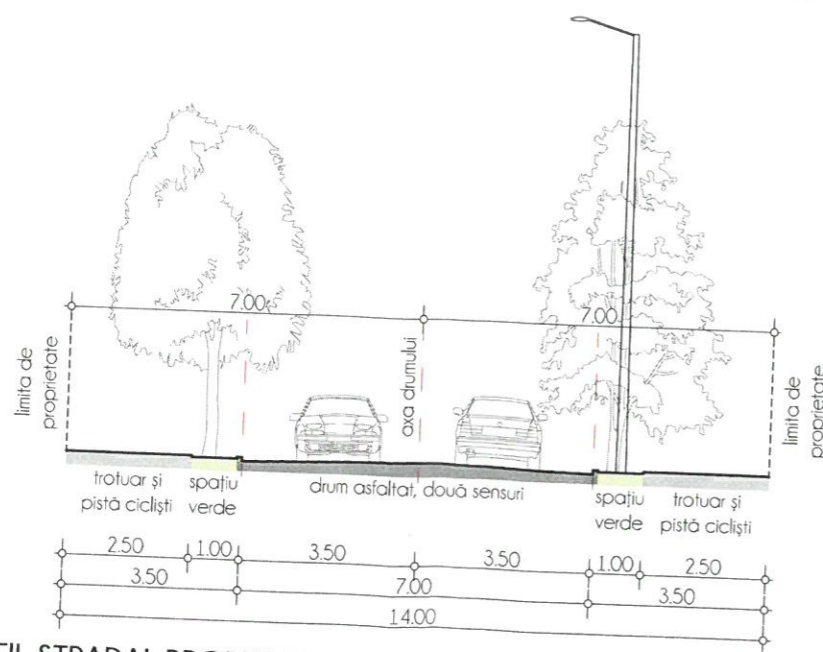 7.00
7.00
limita de
proprietate
axa drumului
limita de
proprietate
trotuar și
pistă cicliști
spațiu
verde
drum asfaltat, două sensuri
spațiu
verde
trotuar și
pistă cicliști
2.50 1.00 3.50 3.50 1.00 2.50
3.50 7.00 3.50
14.00
STRADAL